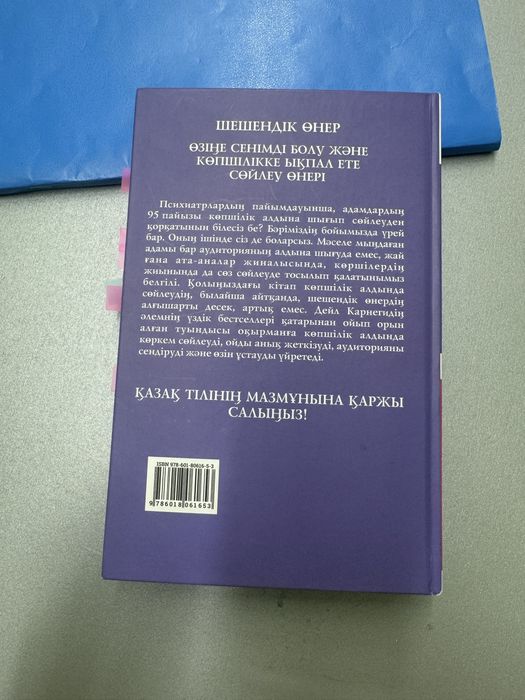 ШЕШЕНДІК ӨНЕР
ӨЗІҢЕ СЕНІМДІ БОЛУ ЖӘНЕ
КӨПШІЛІККЕ ЫҚПАЛ ЕТЕ
СӨЙЛЕУ ӨНЕРІ
Психиатрлардың пайымдауынша, адамдардың
95 пайызы көпшілік алдына шығып сөйлеуден
қорқатынын білесіз бе? Бәріміздің бойымызда үрей
бар. Оның ішінде сіз де боларсыз. Мәселе мыңдаған
адамы бар аудиторияның алдына шығуда емес, жай
ғана ата-аналар жиналысында, көршілердің
жиынында да сөз сөйлеуде тосылып қалатынымыз
белгілі. Қолыңыздағы кітап көпшілік алдында
сөйлеудің, былайша айтқанда, шешендік өнердің
алғышарты десек, артық емес. Дейл Карнегидің
әлемнің үздік бестселлері қатарынан ойып орын
алған туындысы оқырманға көпшілік алдында
көркем сөйлеуді, ойды анық жеткізуді, аудиторияны
сендіруді және өзін ұстауды үйретеді.
ҚАЗАҚ ТІЛІНІҢ МАЗМҰНЫНА ҚАРЖЫ
САЛЫҢЫЗ!
ISBN 978-601-80616-5-3
9 786018 061653